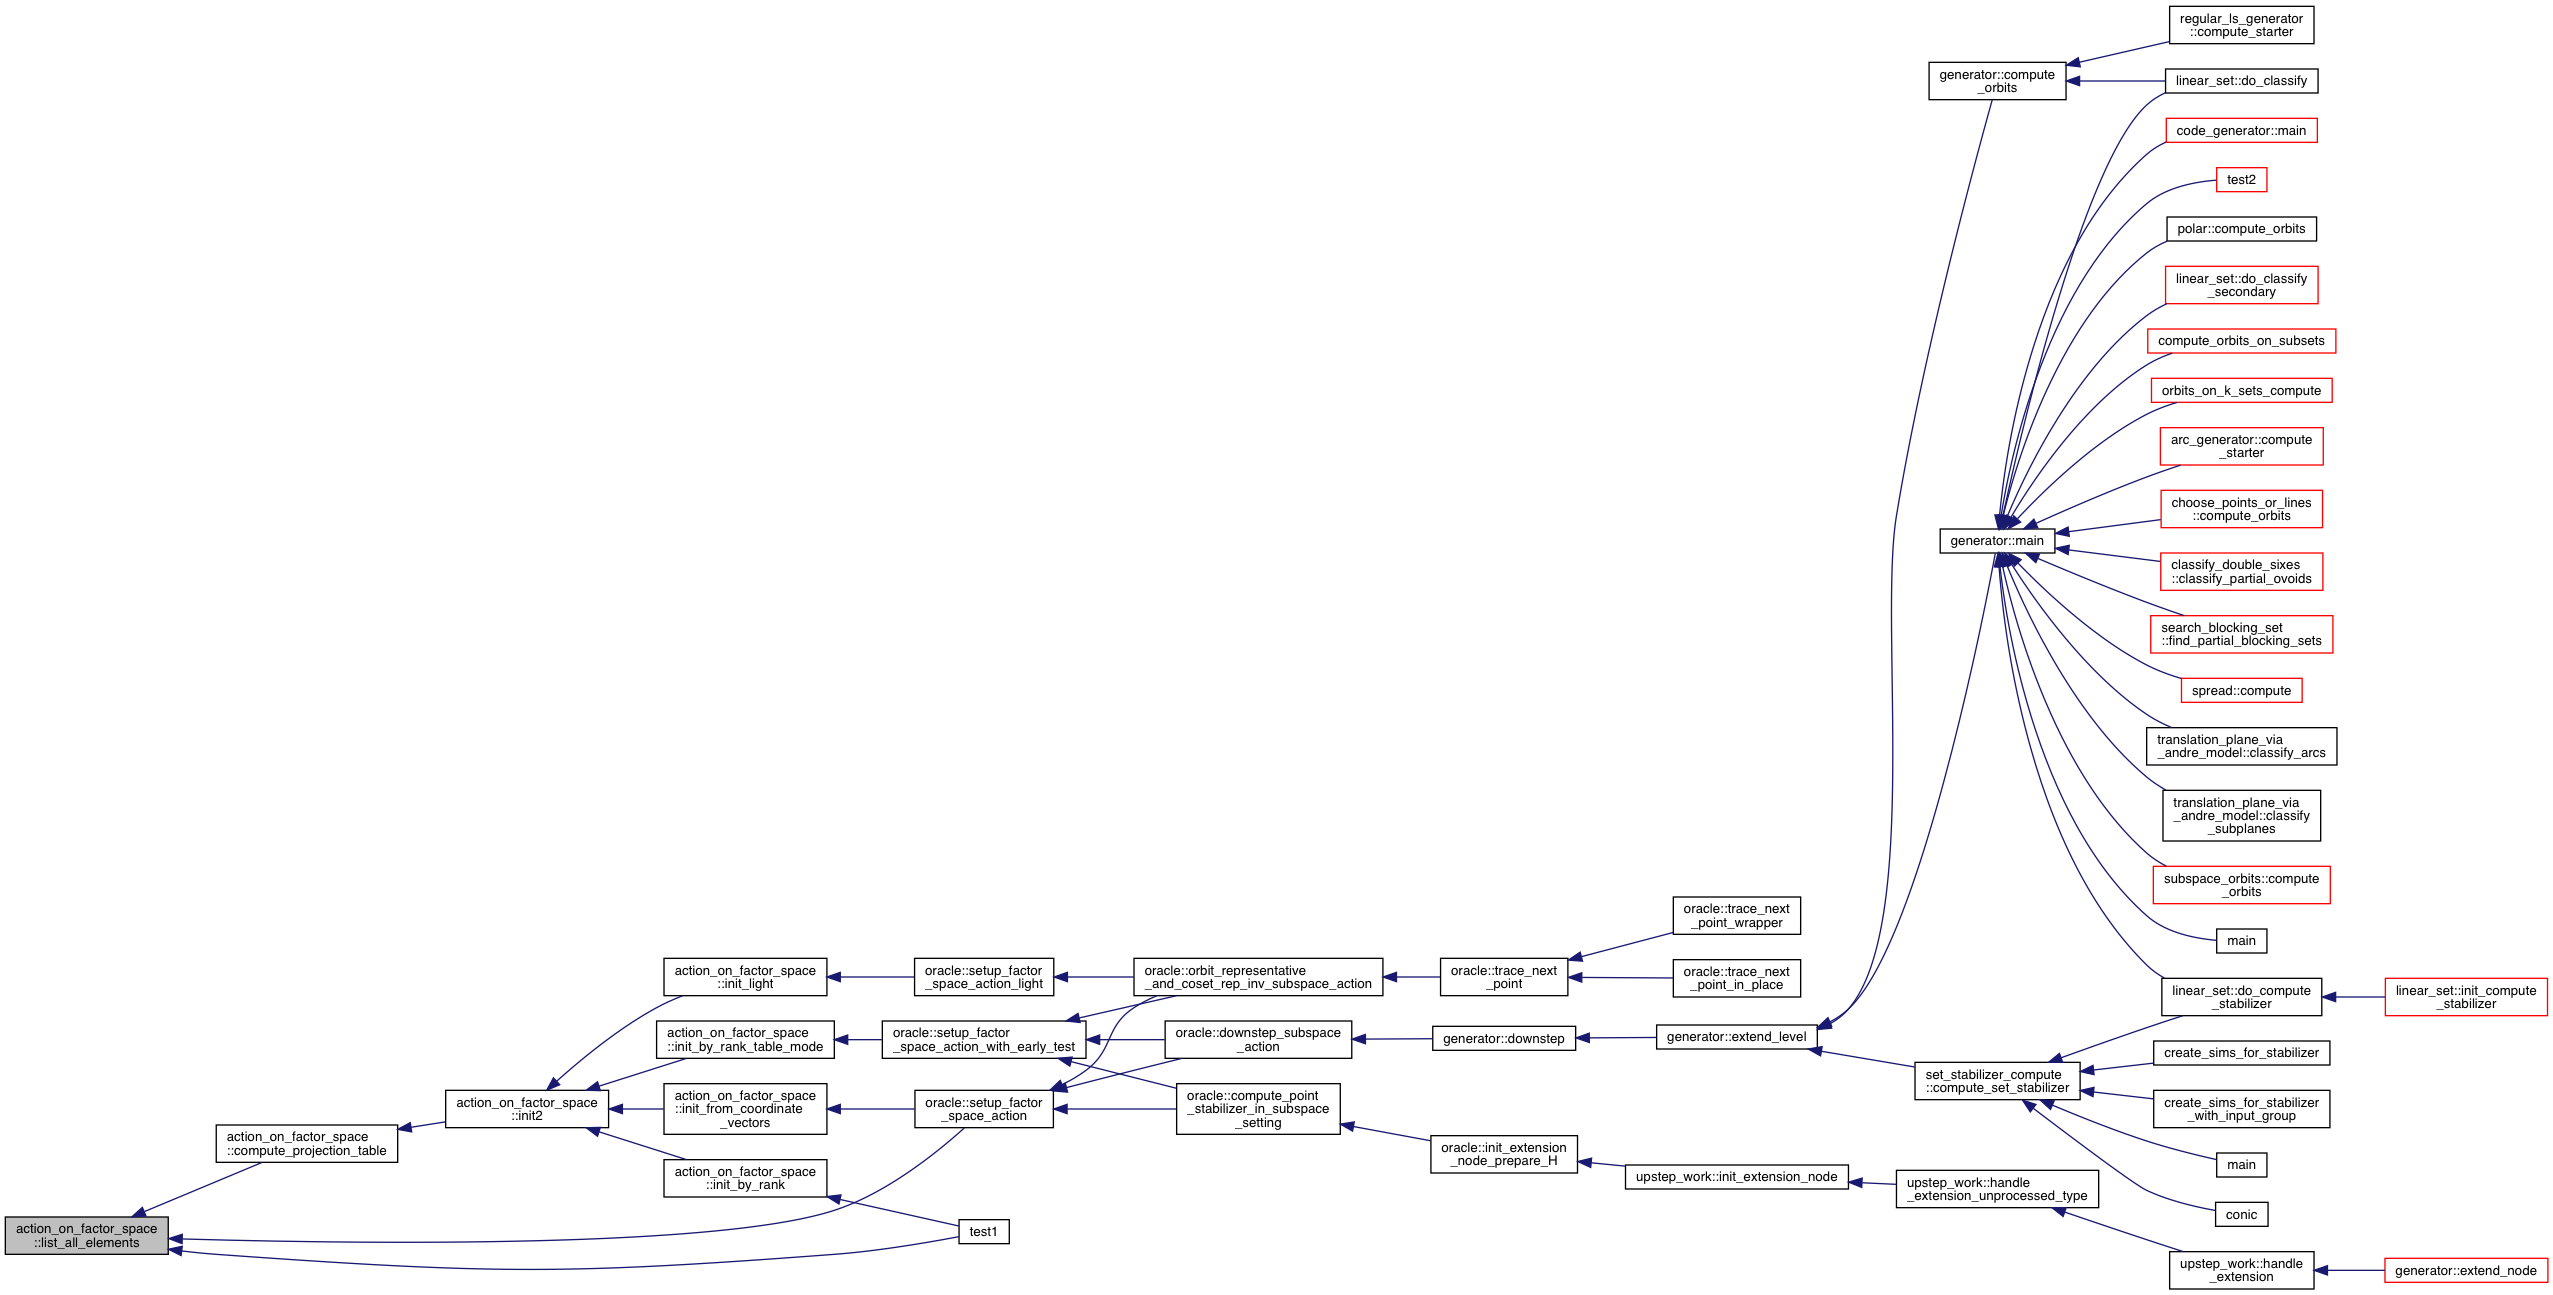 regular_ls_generator
::compute_starter
generator::compute
_orbits
linear_set::do_classify
code_generator::main
test2
polar::compute_orbits
linear_set::do_classify
_secondary
compute_orbits_on_subsets
orbits_on_k_sets_compute
arc_generator::compute
_starter
choose_points_or_lines
::compute_orbits
generator::main
classify_double_sixes
::classify_partial_ovoids
search_blocking_set
::find_partial_blocking_sets
spread::compute
translation_plane_via
_andre_model::classify_arcs
translation_plane_via
_andre_model::classify
_subplanes
subspace_orbits::compute
_orbits
main
oracle::trace_next
_point_wrapper
action_on_factor_space
::init_light
oracle::setup_factor
_space_action_light
oracle::orbit_representative
_and_coset_rep_inv_subspace_action
oracle::trace_next
_point
oracle::trace_next
_point_in_place
linear_set::do_compute
_stabilizer
linear_set::init_compute
_stabilizer
action_on_factor_space
::init_by_rank_table_mode
oracle::setup_factor
_space_action_with_early_test
oracle::downstep_subspace
_action
generator::downstep
generator::extend_level
create_sims_for_stabilizer
set_stabilizer_compute
::compute_set_stabilizer
action_on_factor_space
::init2
action_on_factor_space
::init_from_coordinate
_vectors
oracle::setup_factor
_space_action
oracle::compute_point
_stabilizer_in_subspace
_setting
create_sims_for_stabilizer
_with_input_group
action_on_factor_space
::compute_projection_table
oracle::init_extension
_node_prepare_H
main
action_on_factor_space
::init_by_rank
upstep_work::init_extension_node
upstep_work::handle
_extension_unprocessed_type
conic
action_on_factor_space
::list_all_elements
test1
upstep_work::handle
_extension
generator::extend_node